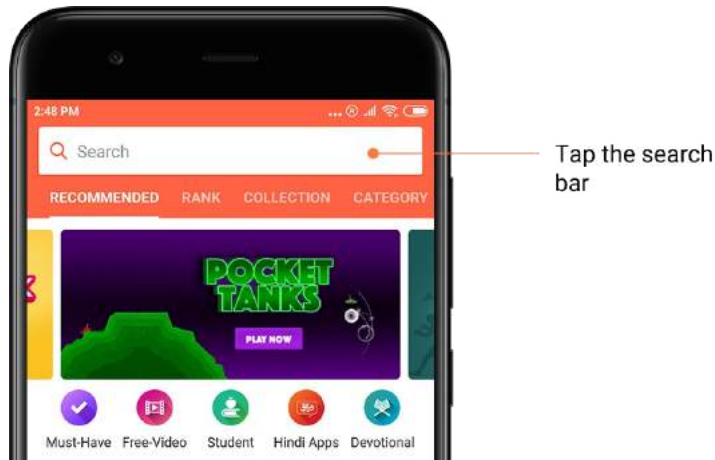 2:48 PM
Search
Tap the search
bar
RECOMMENDED RANK COLLECTION CATEGORY
POCKET
TANKS
PLAY NOW
Must-Have Free-Video Student Hindi Apps Devotional